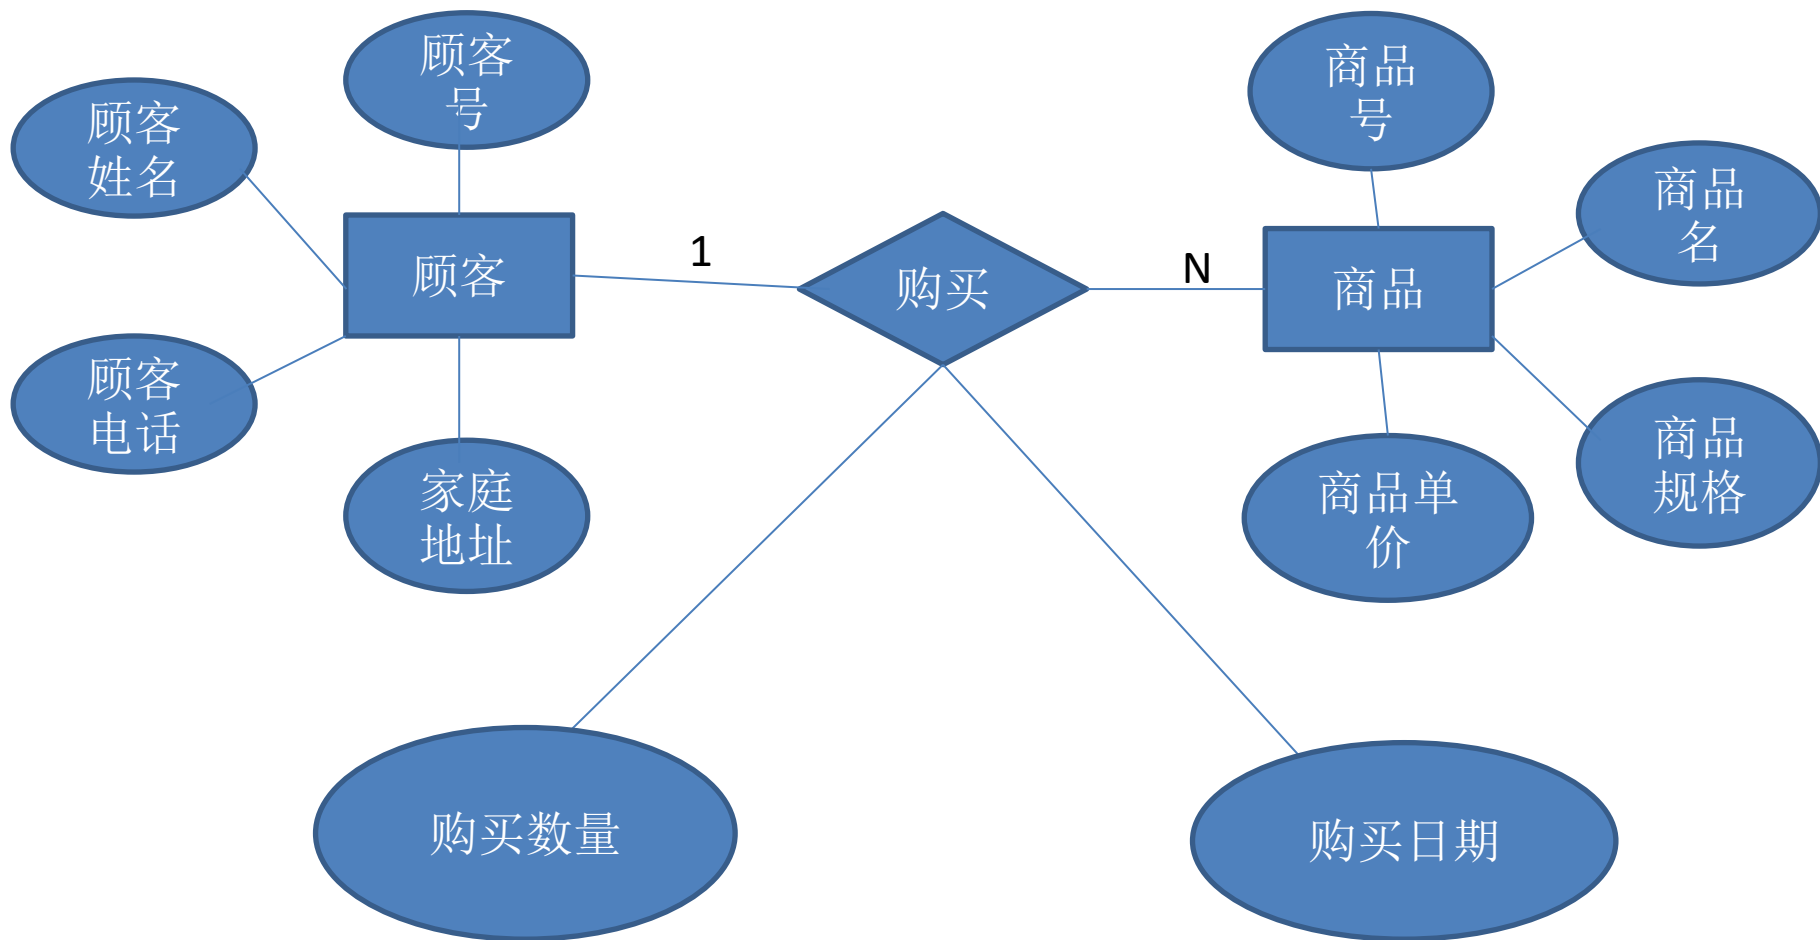 顾客
号
商品
号
顾客
姓名
商品
名
顾客
1
购买
N
商品
顾客
电话
家庭
地址
商品单
价
商品
规格
购买数量
购买日期